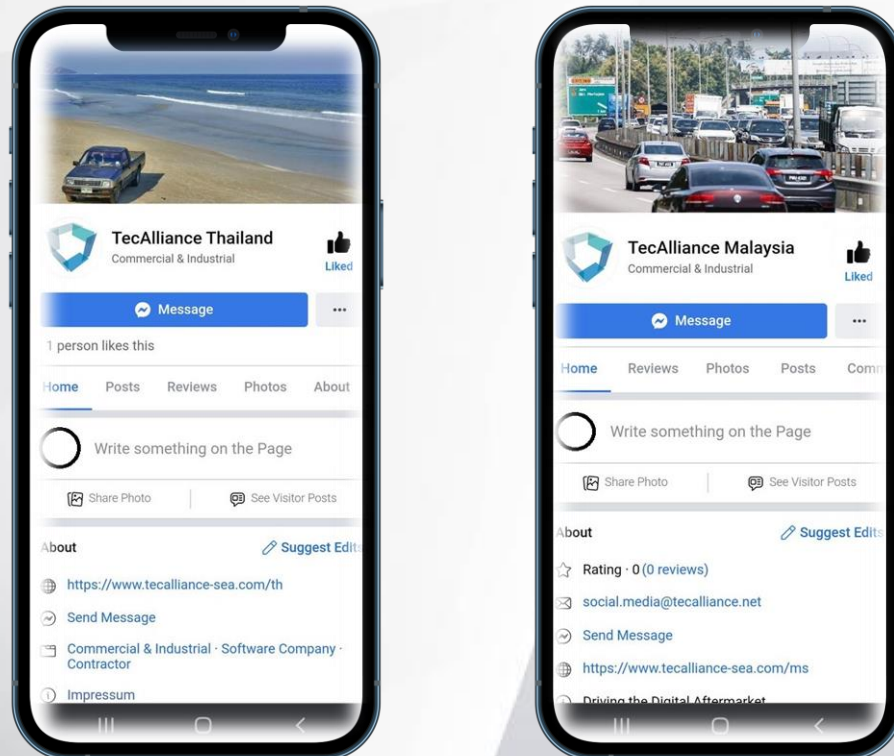 TecAlliance Thailand
Commercial & Industrial
Liked
Message
1 person likes this
Home Posts Reviews Photos About
Write something on the Page
Share Photo See Visitor Posts
About Suggest Edits
https://www.tecalliance-sea.com/th
Send Message
Commercial & Industrial · Software Company ·
Contractor
Impressum
TecAlliance Malaysia
Commercial & Industrial
Liked
Message
Home Reviews Photos Posts Comm
Write something on the Page
Share Photo See Visitor Posts
About Suggest Edits
Rating · 0 (0 reviews)
social.media@tecalliance.net
Send Message
https://www.tecalliance-sea.com/ms
Driving the Digital Aftermarket